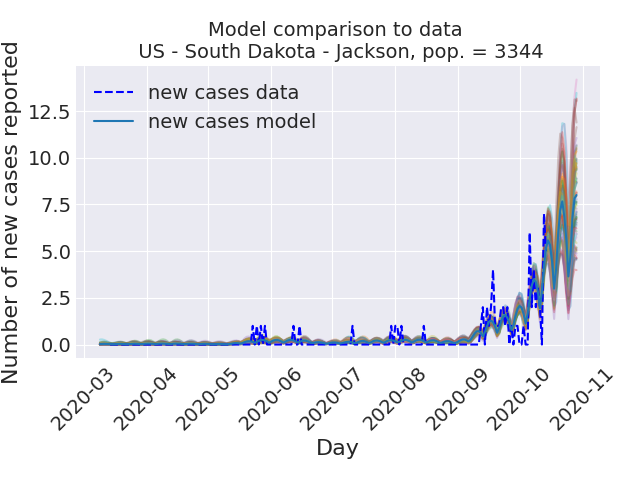 Model comparison to data
US - South Dakota - Jackson, pop. = 3344
Number of new cases reported
12.5
10.0
7.5
5.0
2.5
0.0
new cases data
new cases model
2020-03
2020-04
2020-05
2020-06
2020-07
2020-08
2020-09
2020-10
2020-11
Day